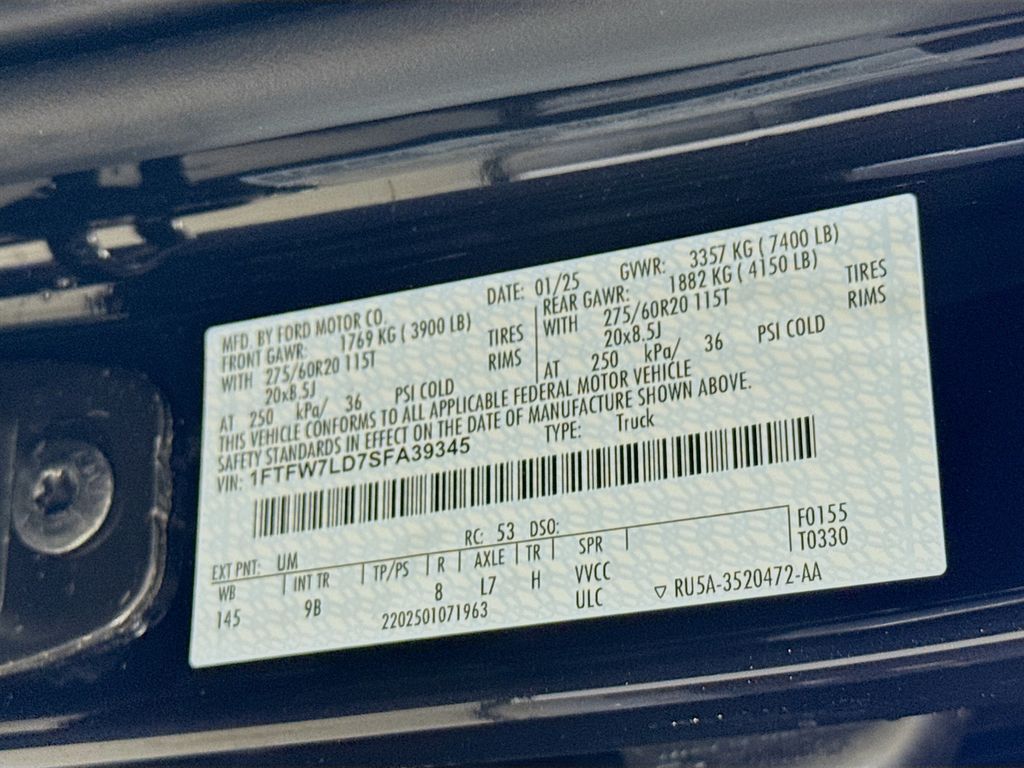 MFD. BY FORD MOTOR CO.
DATE: 01/25 GVWR: 3357 KG ( 7400 LB)
FRONT GAWR: 1769 KG ( 3900 LB)
WITH 275/60R20 115T TIRES
20x8.5J RIMS
AT 250 kPa/ 36 PSI COLD
REAR GAWR: 1882 KG ( 4150 LB)
WITH 275/60R20 115T TIRES
20x8.5J RIMS
AT 250 kPa/ 36 PSI COLD
THIS VEHICLE CONFORMS TO ALL APPLICABLE FEDERAL MOTOR VEHICLE
SAFETY STANDARDS IN EFFECT ON THE DATE OF MANUFACTURE SHOWN ABOVE.
VIN: 1FTFW7LD7SFA39345 TYPE: Truck
EXT PNT: UM RC: 53 DSO: F0155
WB INT TR TP/PS R AXLE TR SPR T0330
145 9B 8 L7 H VVCC
2202501071963 ULC ▽ RU5A-3520472-AA